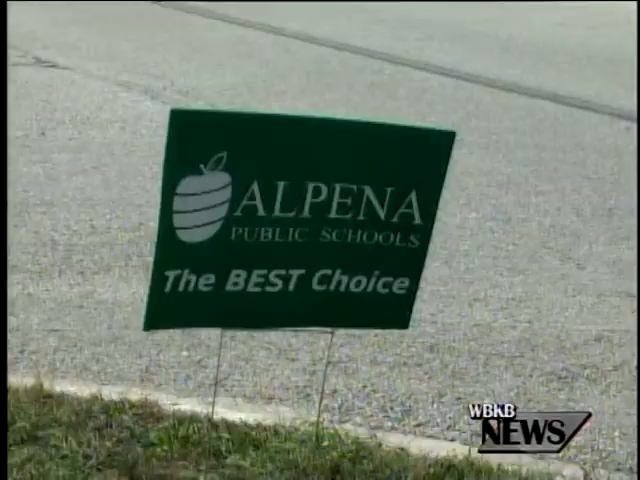 ALPENA
PUBLIC SCHOOLS
The BEST Choice
WBKB
NEWS